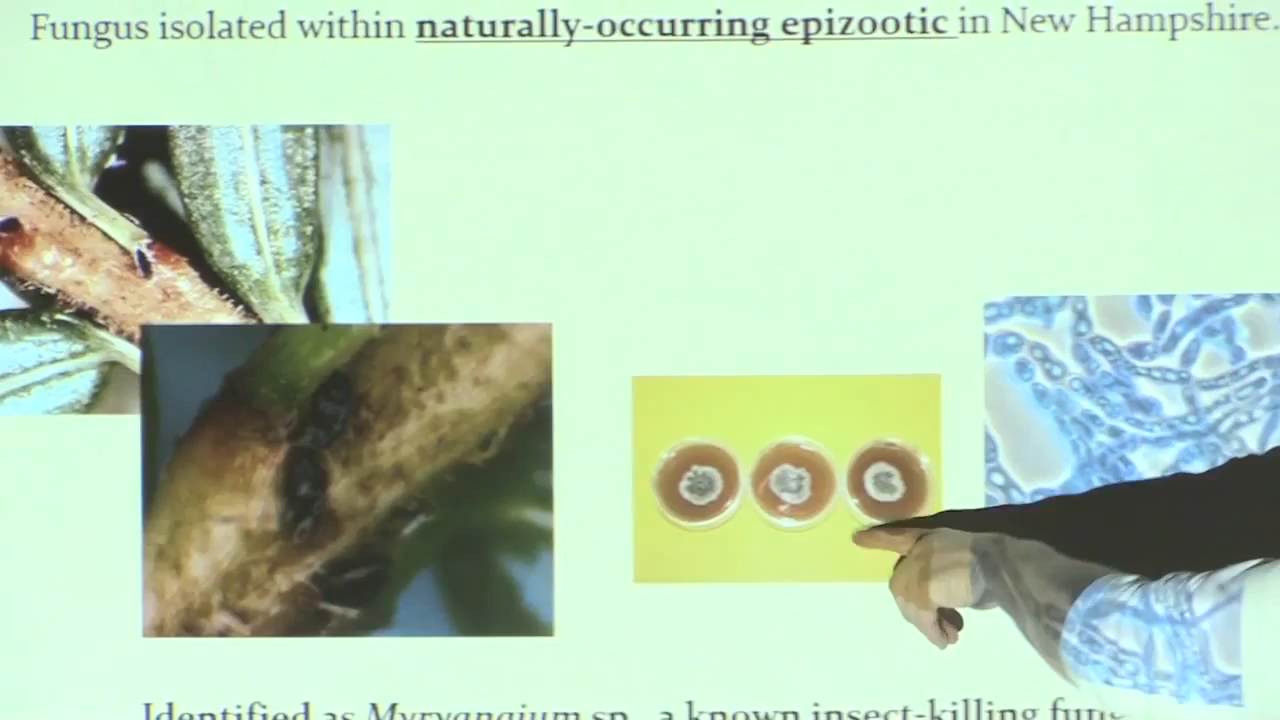 Fungus isolated within naturally-occurring epizootic in New Hampshire.
Identified as Myryangium sp., a known insect-killing fung